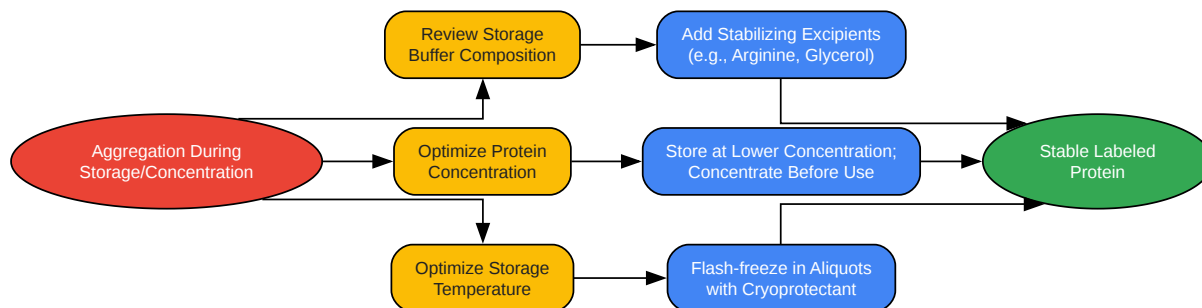 Review Storage
Buffer Composition
Add Stabilizing Excipients
(e.g., Arginine, Glycerol)
Aggregation During
Storage/Concentration
Optimize Protein
Concentration
Store at Lower Concentration;
Concentrate Before Use
Stable Labeled
Protein
Optimize Storage
Temperature
Flash-freeze in Aliquots
with Cryoprotectant